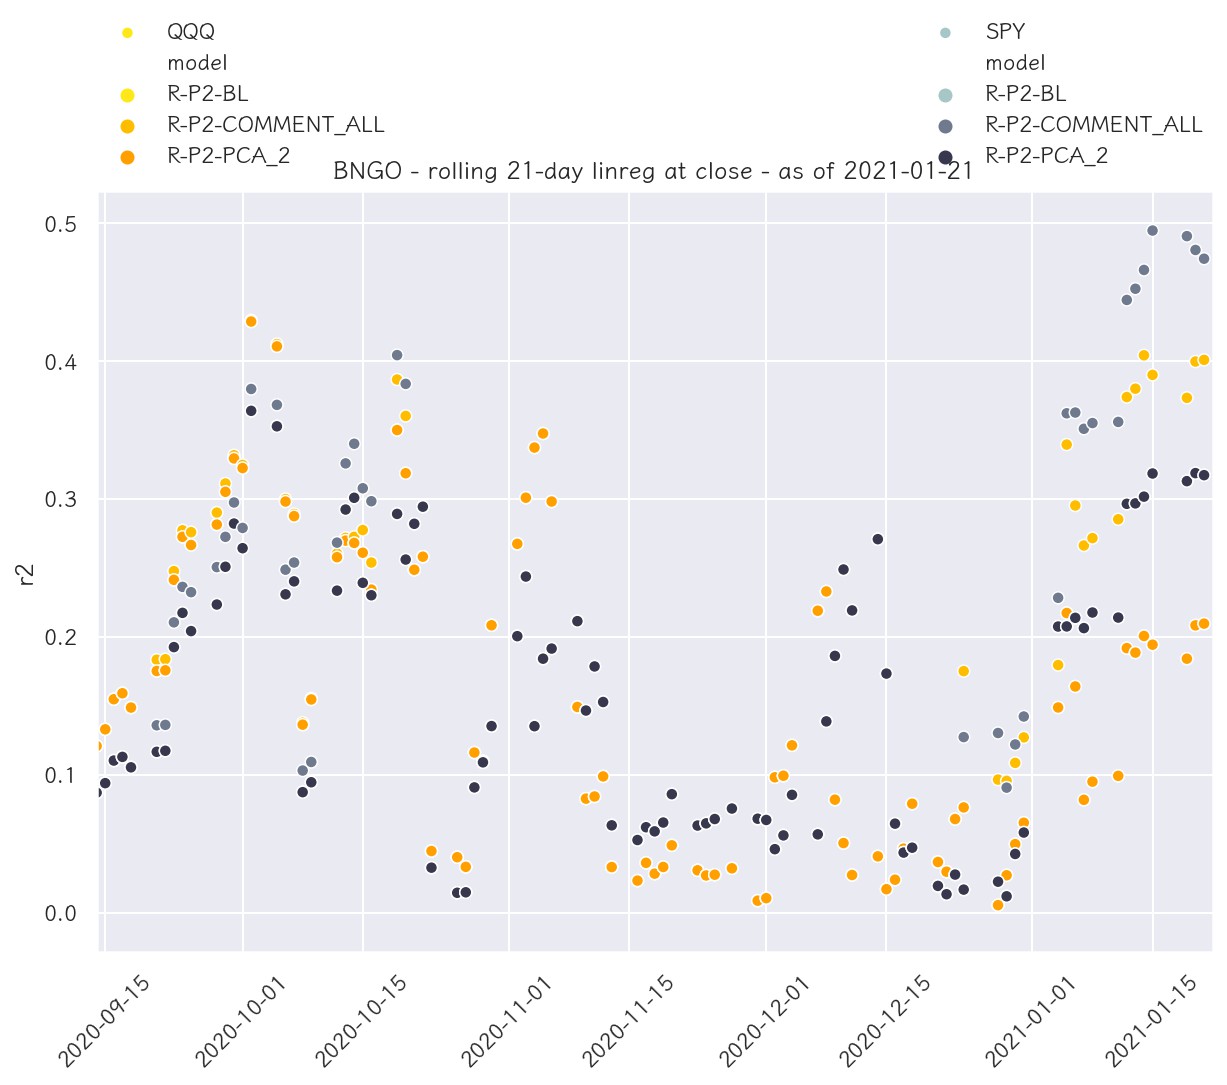 QQQ
model
R-P2-BL
R-P2-COMMENT_ALL
R-P2-PCA_2
SPY
model
R-P2-BL
R-P2-COMMENT_ALL
R-P2-PCA_2
BNGO - rolling 21-day linreg at close - as of 2021-01-21
0.5
0.4
0.3
0.2
0.1
0.0
r2
2020-09-15
2020-10-01
2020-10-15
2020-11-01
2020-11-15
2020-12-01
2020-12-15
2021-01-01
2021-01-15